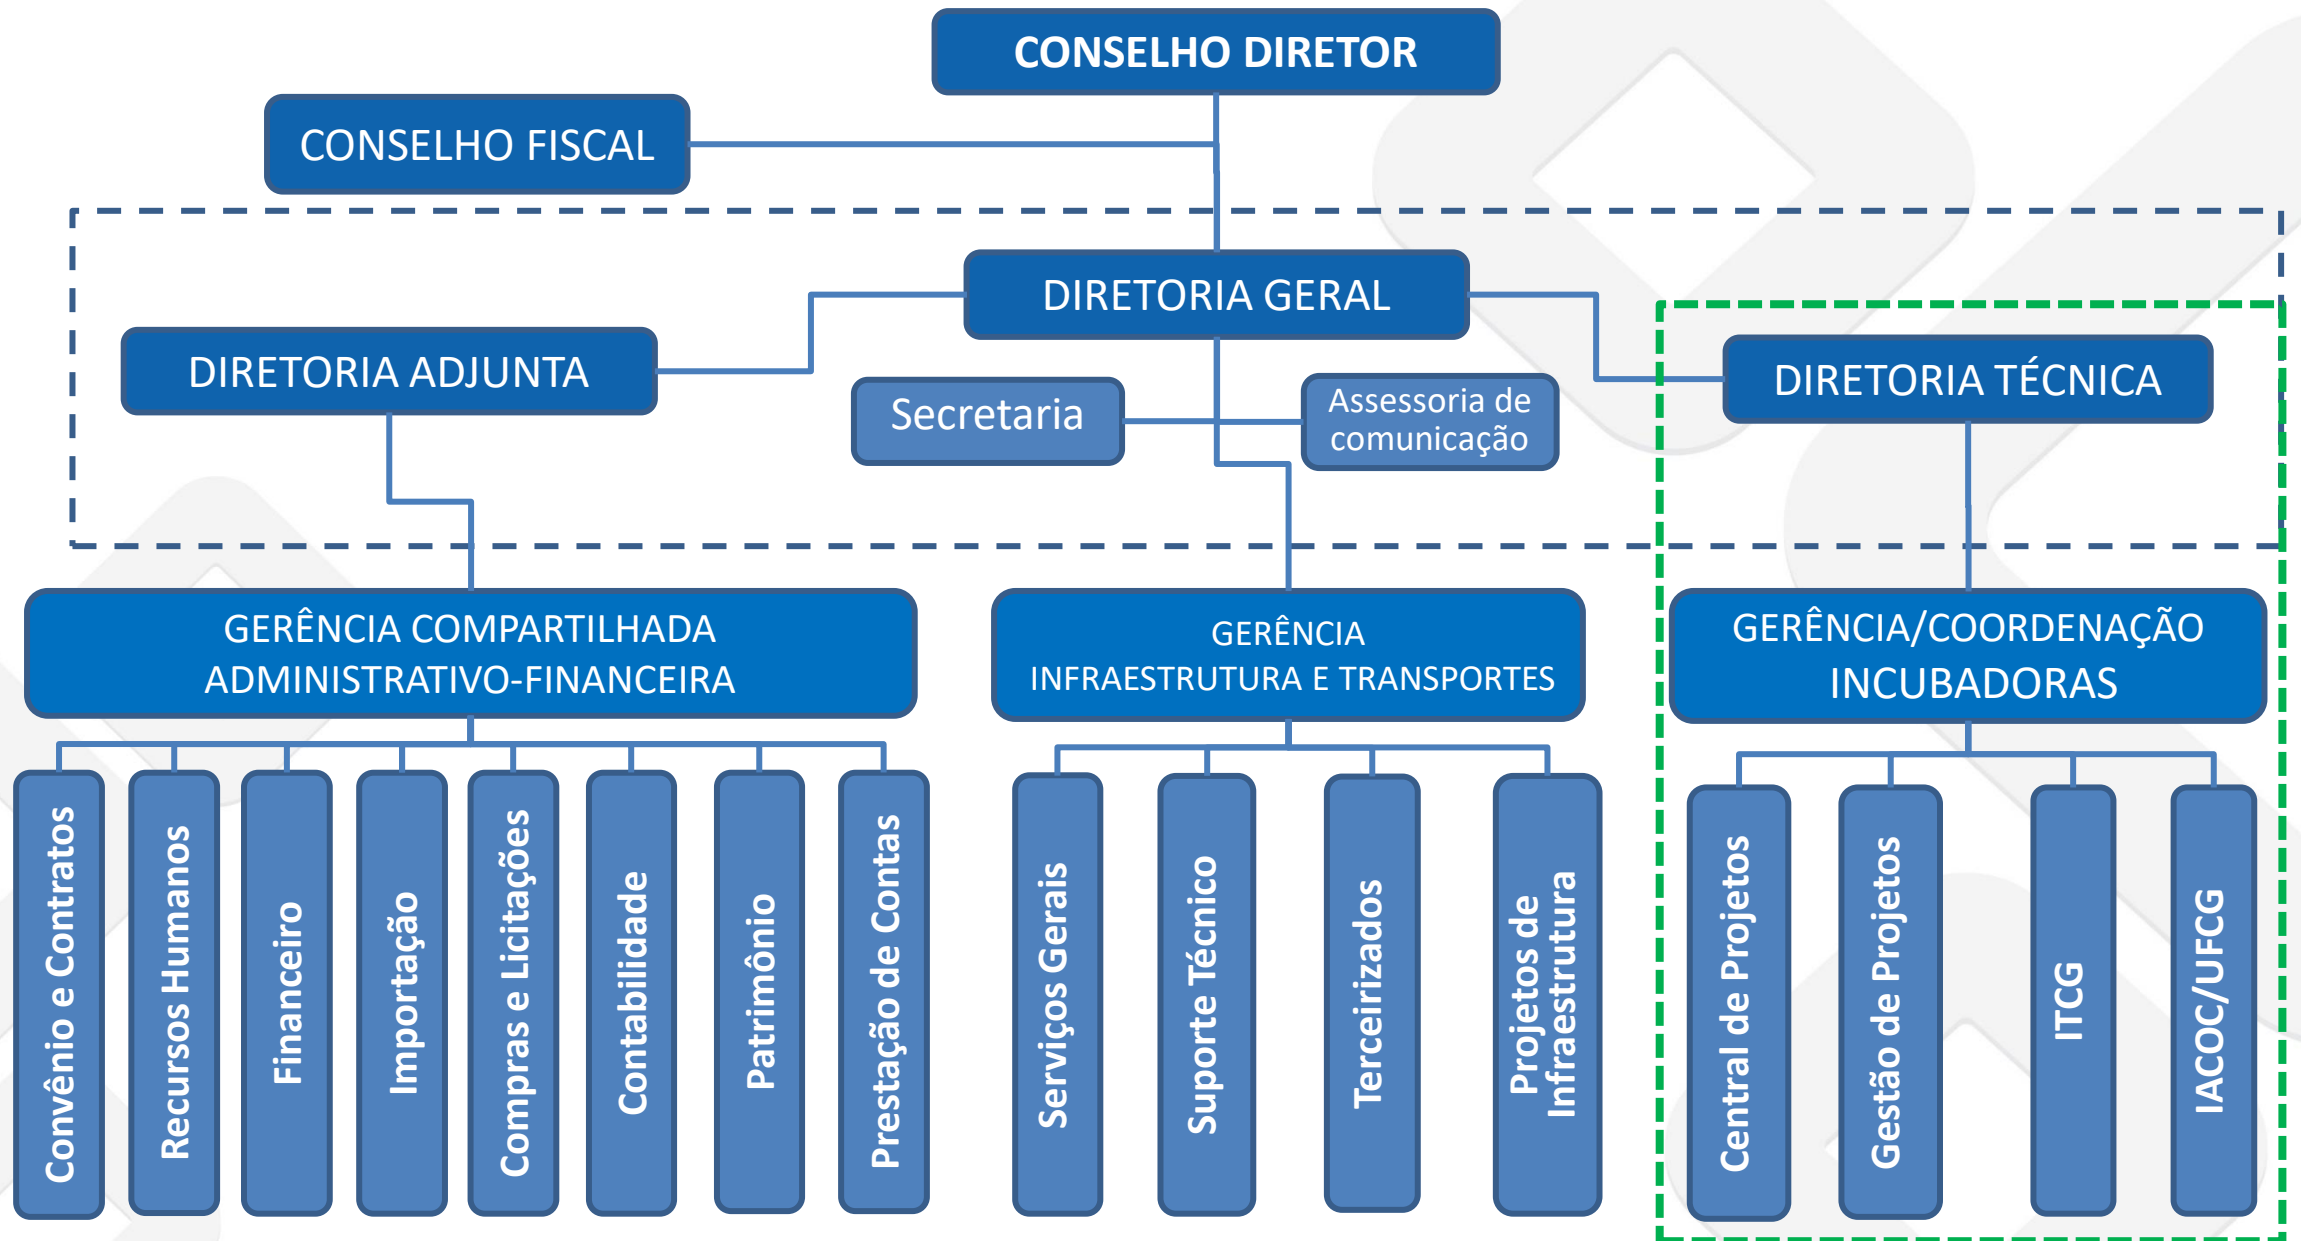 CONSELHO DIRETOR
CONSELHO FISCAL
DIRETORIA GERAL
DIRETORIA ADJUNTA
DIRETORIA TÉCNICA
Secretaria
Assessoria de
comunicação
GERÊNCIA COMPARTILHADA
ADMINISTRATIVO-FINANCEIRA
GERÊNCIA
INFRAESTRUTURA E TRANSPORTES
GERÊNCIA/COORDENAÇÃO
INCUBADORAS
Convênio e Contratos
Recursos Humanos
Financeiro
Importação
Compras e Licitações
Contabilidade
Patrimônio
Prestação de Contas
Serviços Gerais
Suporte Técnico
Terceirizados
Projetos de
Infraestrutura
Central de Projetos
Gestão de Projetos
ITCG
IACOC/UFCG